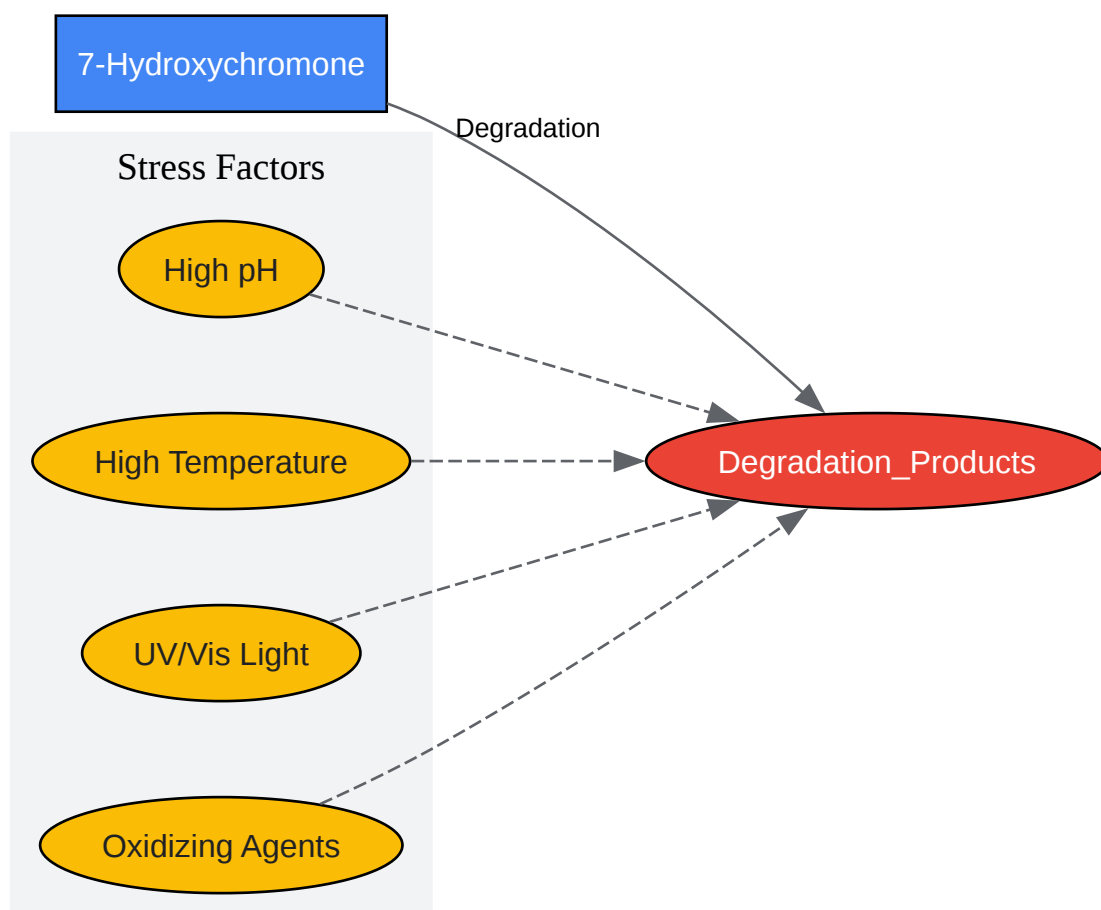 7-Hydroxychromone
Degradation
Stress Factors
High pH
High Temperature
Degradation_Products
UV/Vis Light
Oxidizing Agents